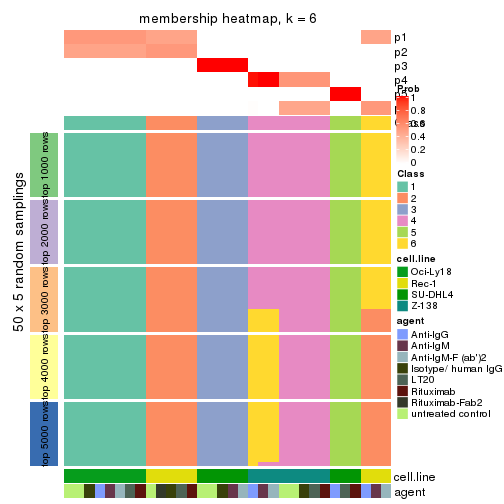 membership heatmap, k = 6
p1
p2
p3
p4
Prob
1
0.8
0.6
0.4
0.2
0
Class
1
2
3
4
5
6
cell.line
Oci-Ly18
Rec-1
SU-DHL4
Z-138
agent
Anti-IgG
Anti-IgM
Anti-IgM-F (ab')2
Isotype/ human IgG
LT20
Rituximab
Rituximab-Fab2
untreated control
50 x 5 random samplings
top 1000 rows
top 2000 rows
top 3000 rows
top 4000 rows
top 5000 rows
cell.line
agent